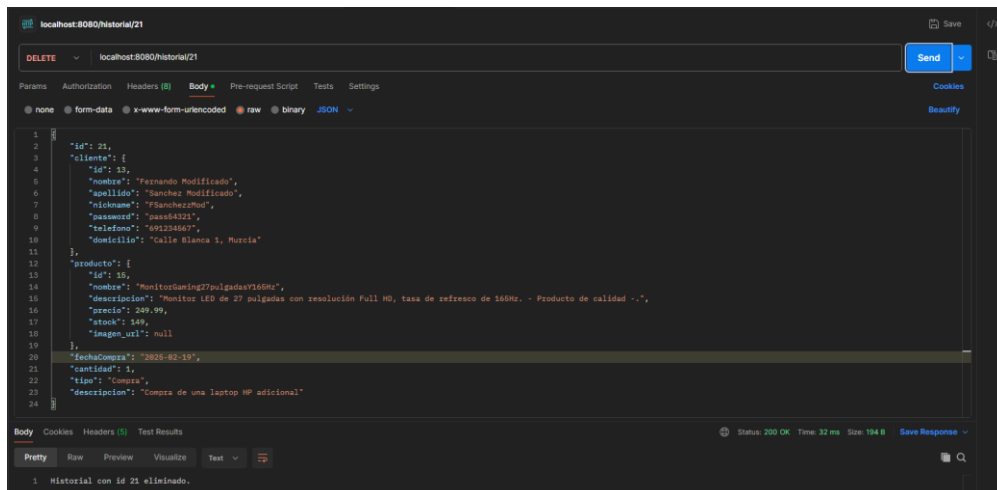 localhost:8080/historial/21
Save
DELETE localhost:8080/historial/21 Send
Params Authorization Headers (8) Body Pre-request Script Tests Settings Cookies
none form-data x-www-form-urlencoded raw binary JSON Beautify
1 {
2 "id": 21,
3 "cliente": {
4 "id": 13,
5 "nombre": "Fernando Modificado",
6 "apellido": "Sanchez Modificado",
7 "nickname": "FSanchezzMod",
8 "password": "pass54321",
9 "telefono": "691234567",
10 "domicilio": "Calle Blanca 1, Murcia"
11 },
12 "producto": {
13 "id": 15,
14 "nombre": "MonitorGaming27pulgadasY165Hz",
15 "descripcion": "Monitor LED de 27 pulgadas con resolución Full HD, tasa de refresco de 165Hz. - Producto de calidad -.",
16 "precio": 249.99,
17 "stock": 149,
18 "imagen_url": null
19 },
20 "fechaCompra": "2025-02-19",
21 "cantidad": 1,
22 "tipo": "Compra",
23 "descripcion": "Compra de una laptop HP adicional"
24 }
Body Cookies Headers (5) Test Results Status: 200 OK Time: 32 ms Size: 194 B Save Response
Pretty Raw Preview Visualize Text
1 Historial con id 21 eliminado.